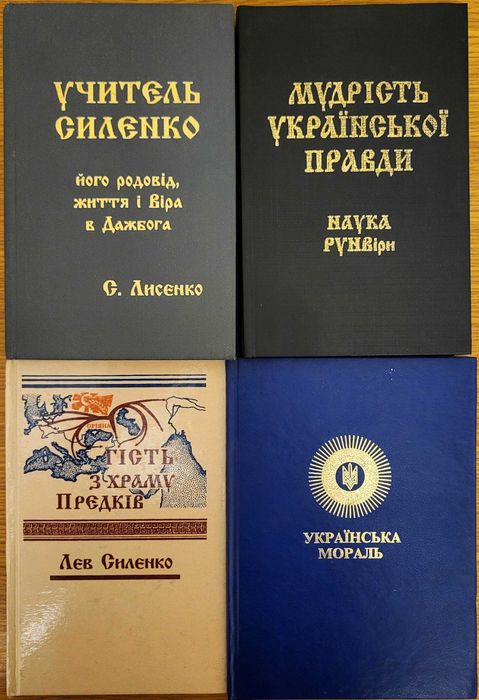 УЧИТЕЛЬ
СИЛЕНКО
його родовід,
життя і Віра
в Дажбога
С. Лисенко
МУДРІСТЬ
УКРАЇНСЬКОЇ
ПРАВДИ
НАУКА
РУНВіри
ОРІЯНА
ГІСТЬ
З ХРАМУ
ПРЕДКІВ
Лев Силенко
УКРАЇНСЬКА
МОРАЛЬ